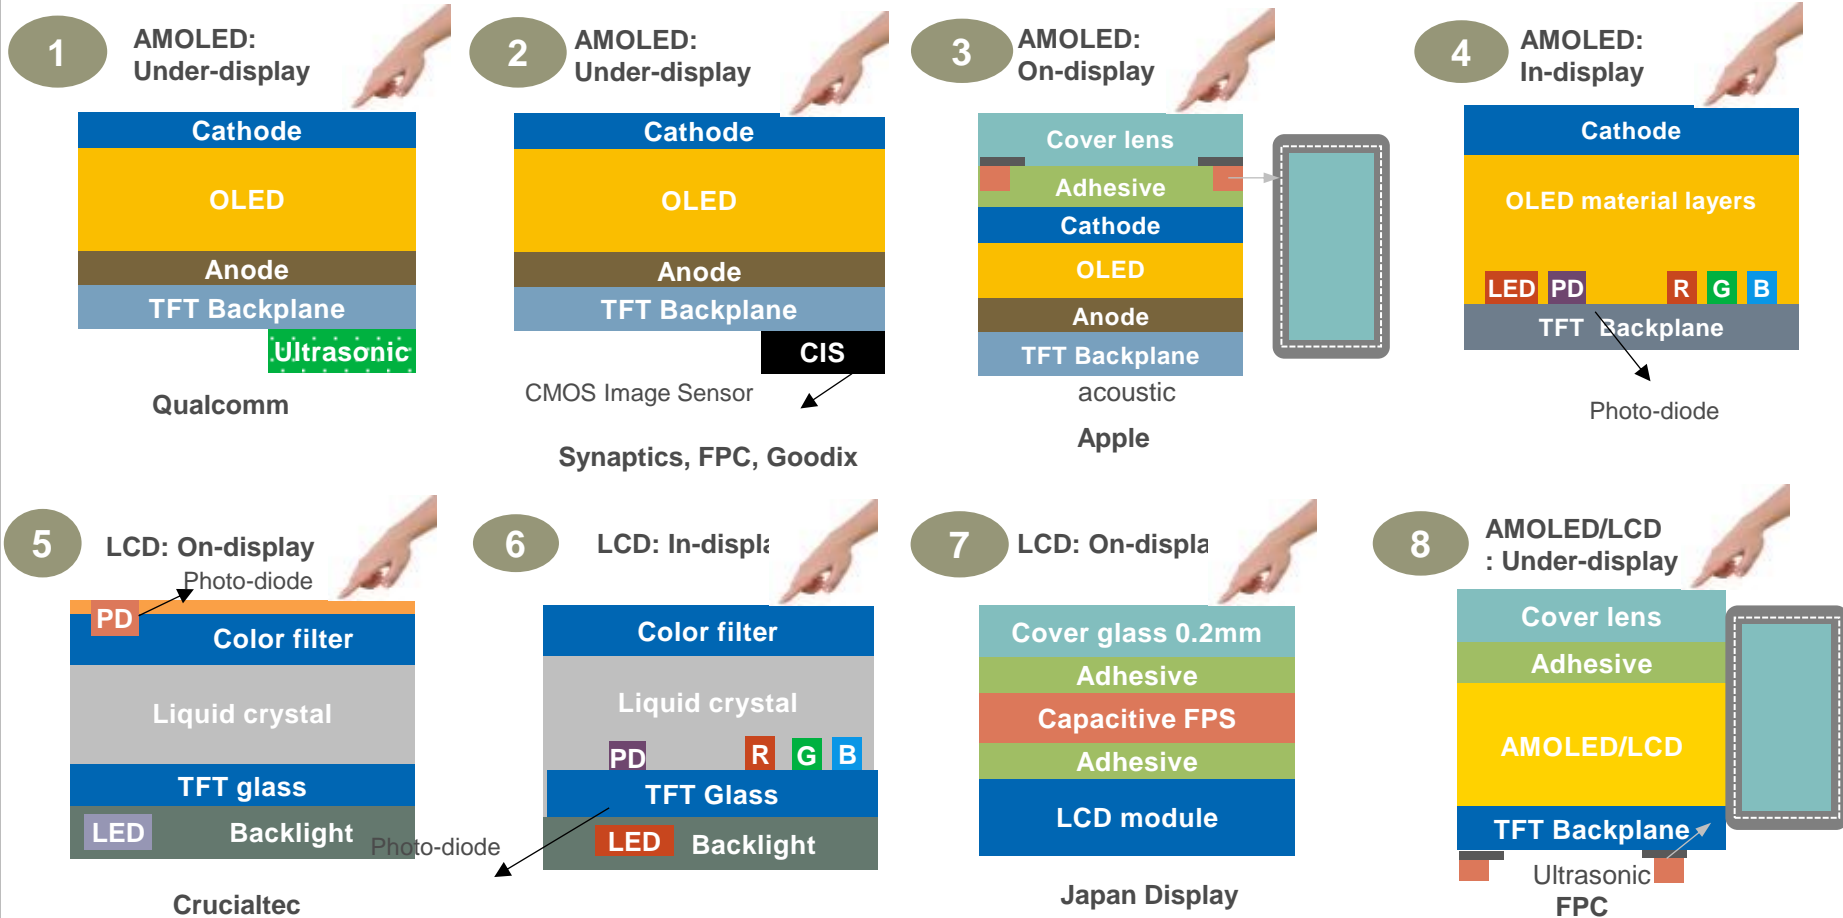 1
AMOLED:
Under-display
Cathode
OLED
Anode
TFT Backplane
Ultrasonic
Qualcomm
2
AMOLED:
Under-display
Cathode
OLED
Anode
TFT Backplane
CIS
CMOS Image Sensor
Synaptics, FPC, Goodix
3
AMOLED:
On-display
Cover lens
Adhesive
Cathode
OLED
Anode
TFT Backplane
acoustic
Apple
4
AMOLED:
In-display
Cathode
OLED material layers
LED PD R G B
TFT Backplane
Photo-diode
5
LCD: On-display
Photo-diode
PD
Color filter
Liquid crystal
TFT glass
LED Backlight
Crucialtec
6
LCD: In-displa
Color filter
Liquid crystal
PD R G B
TFT Glass
LED Backlight
Photo-diode
7
LCD: On-displa
Cover glass 0.2mm
Adhesive
Capacitive FPS
Adhesive
LCD module
Japan Display
8
AMOLED/LCD
: Under-display
Cover lens
Adhesive
AMOLED/LCD
TFT Backplane
Ultrasonic
FPC